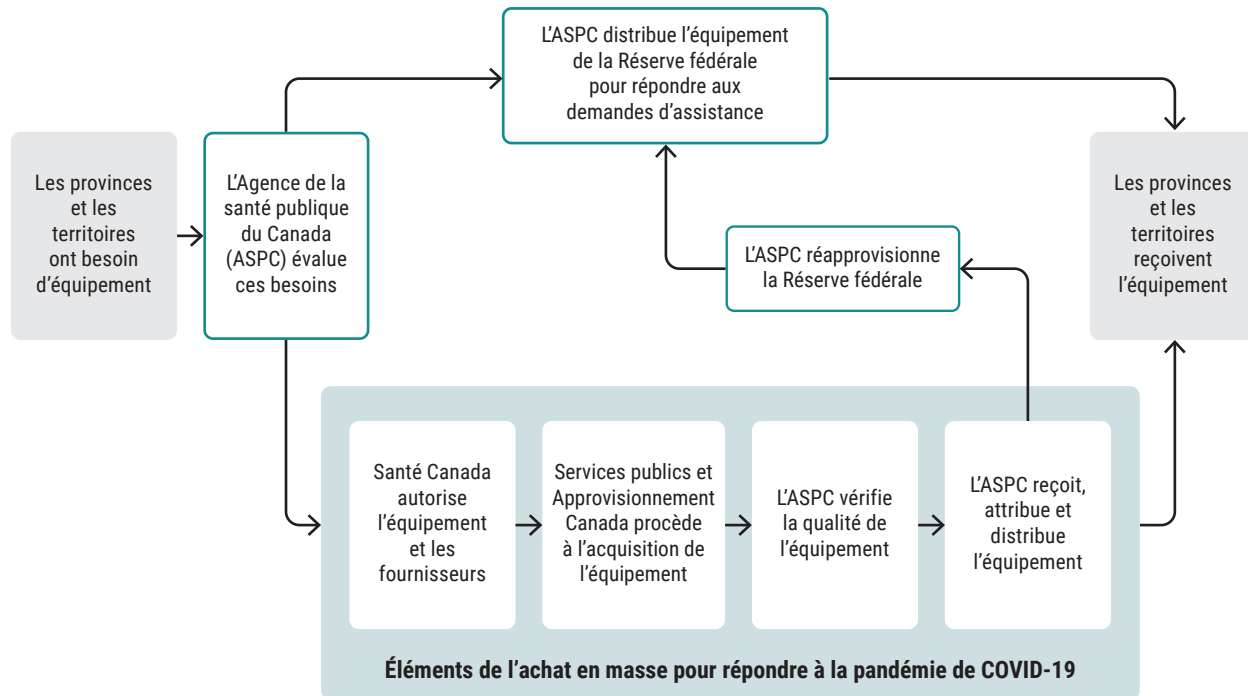 L’ASPC distribue l’équipement
de la Réserve fédérale
pour répondre aux
demandes d’assistance
Les provinces
et les
territoires
ont besoin
d’équipement
L’Agence de la
santé publique
du Canada
(ASPC) évalue
ces besoins
Les provinces
et les
territoires
reçoivent
l’équipement
L’ASPC réapprovisionne
la Réserve fédérale
Santé Canada
autorise
l’équipement
et les
fournisseurs
Services publics et
Approvisionnement
Canada procède
à l’acquisition de
l’équipement
L’ASPC vérifie
la qualité de
l’équipement
L’ASPC reçoit,
attribue et
distribue
l’équipement
Éléments de l’achat en masse pour répondre à la pandémie de COVID-19